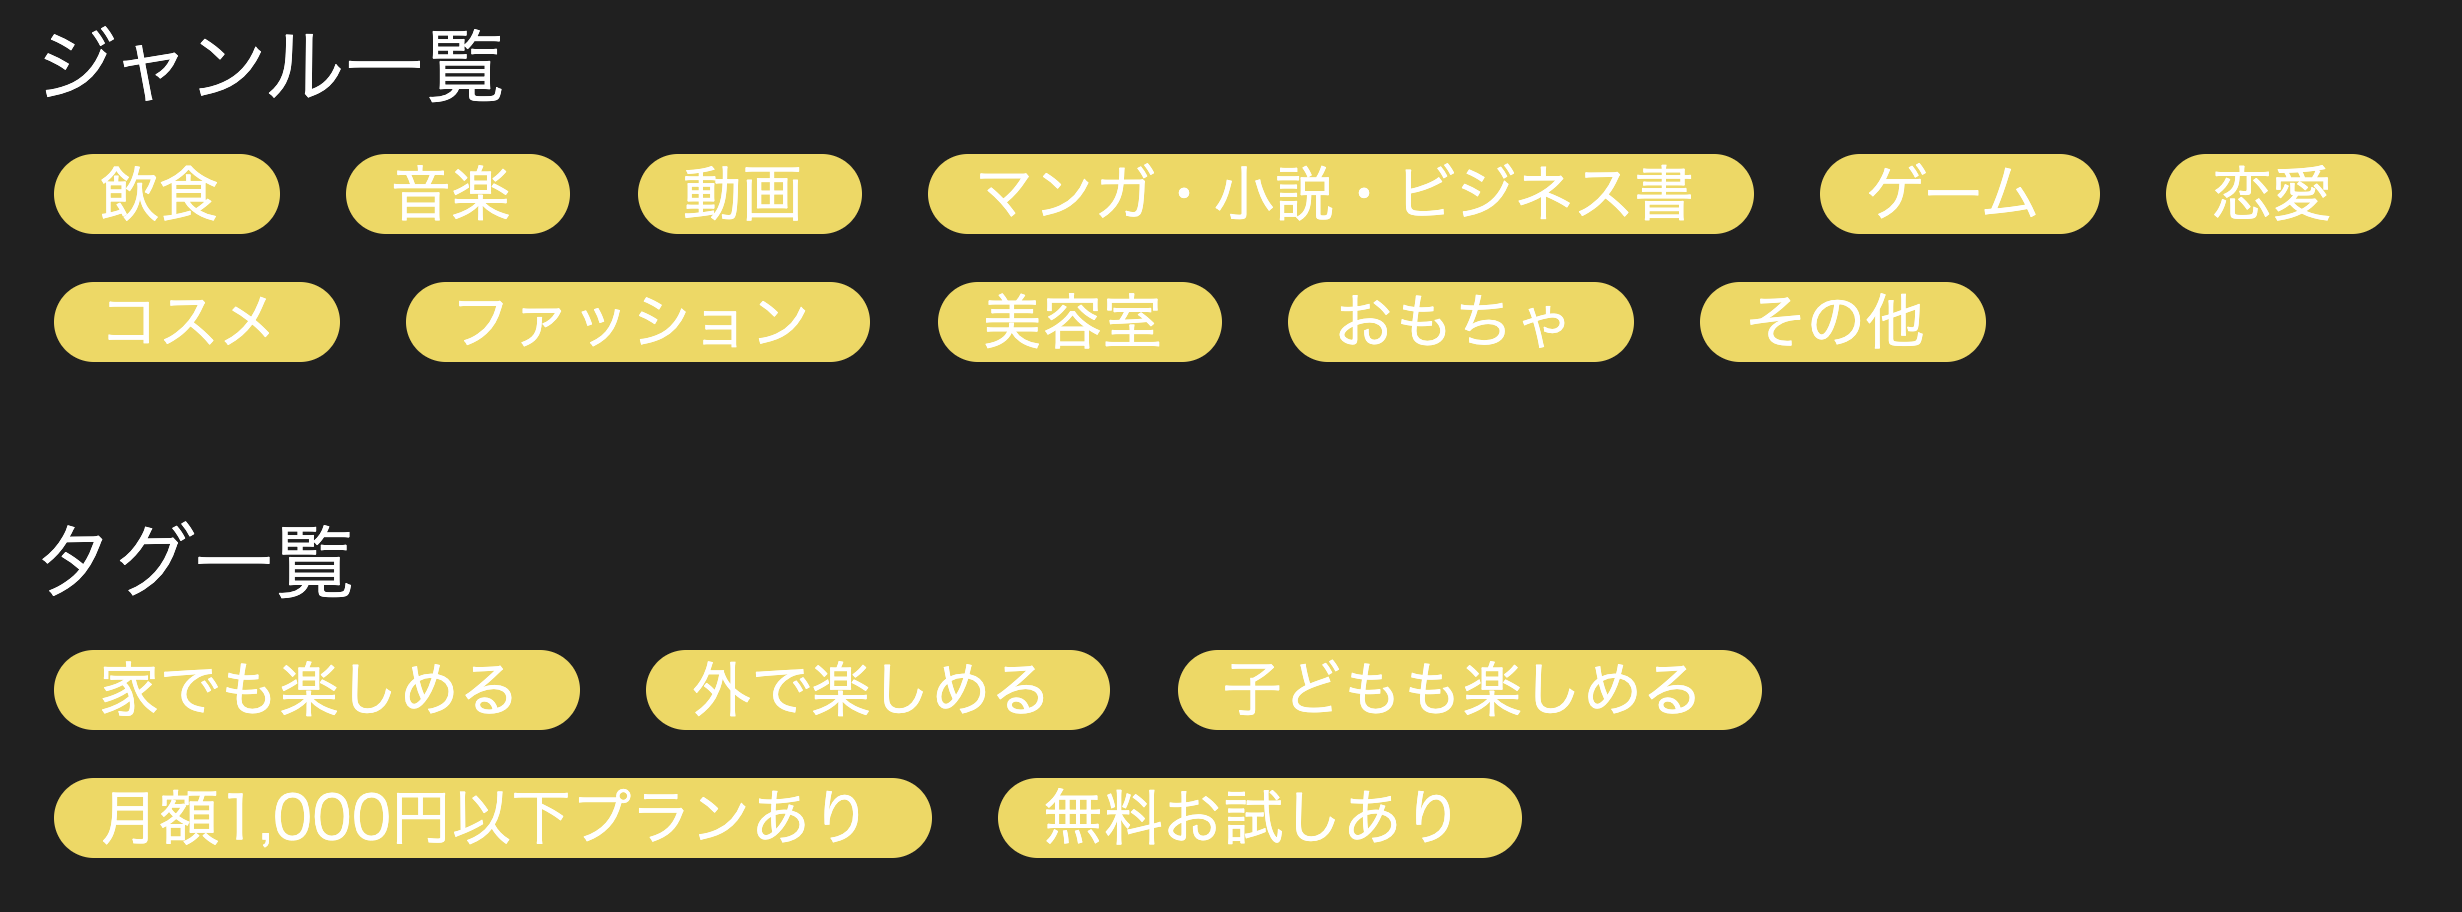 ジャンル一覧
飲食 音楽 動画 マンガ・小説・ビジネス書 ゲーム 恋愛
コスメ ファッション 美容室 おもちゃ その他
タグ一覧
家でも楽しめる 外で楽しめる 子どもも楽しめる
月額1,000円以下プランあり 無料お試しあり